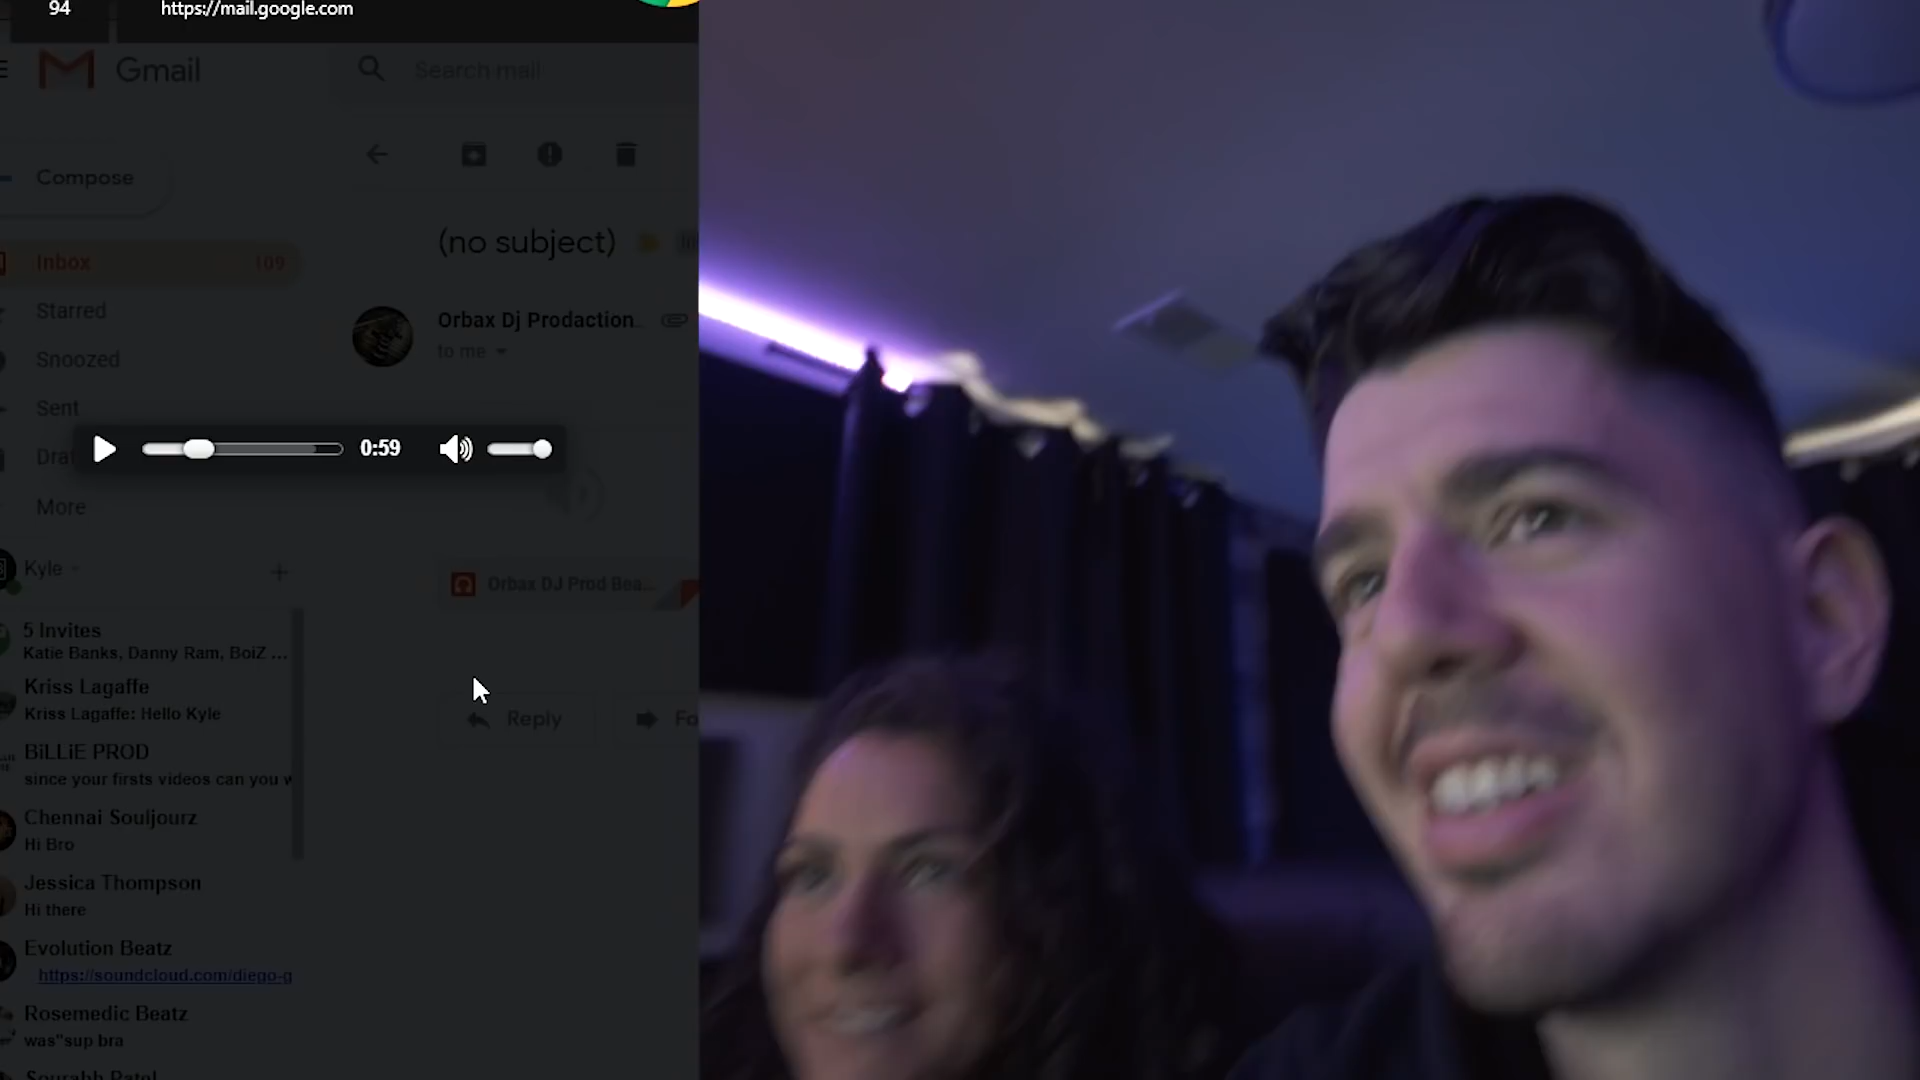 94 https://mail.google.com
Gmail
Search mail
Compose
(no subject)
Inbox 109
Starred
Orbax Dj Prodaction
to me
Snoozed
Sent
0:59
More
Kyle
Orbax DJ Prod Bea...
5 Invites
Katie Banks, Danny Ram, BoiZ ...
Kriss Lagaffe
Kriss Lagaffe: Hello Kyle
Reply
BiLLiE PROD
since your firsts videos can you
Chennai Souljourz
Hi Bro
Jessica Thompson
Hi there
Evolution Beatz
https://soundcloud.com/diego-g
Rosemedic Beatz
was"sup bra
Sourabh Patel